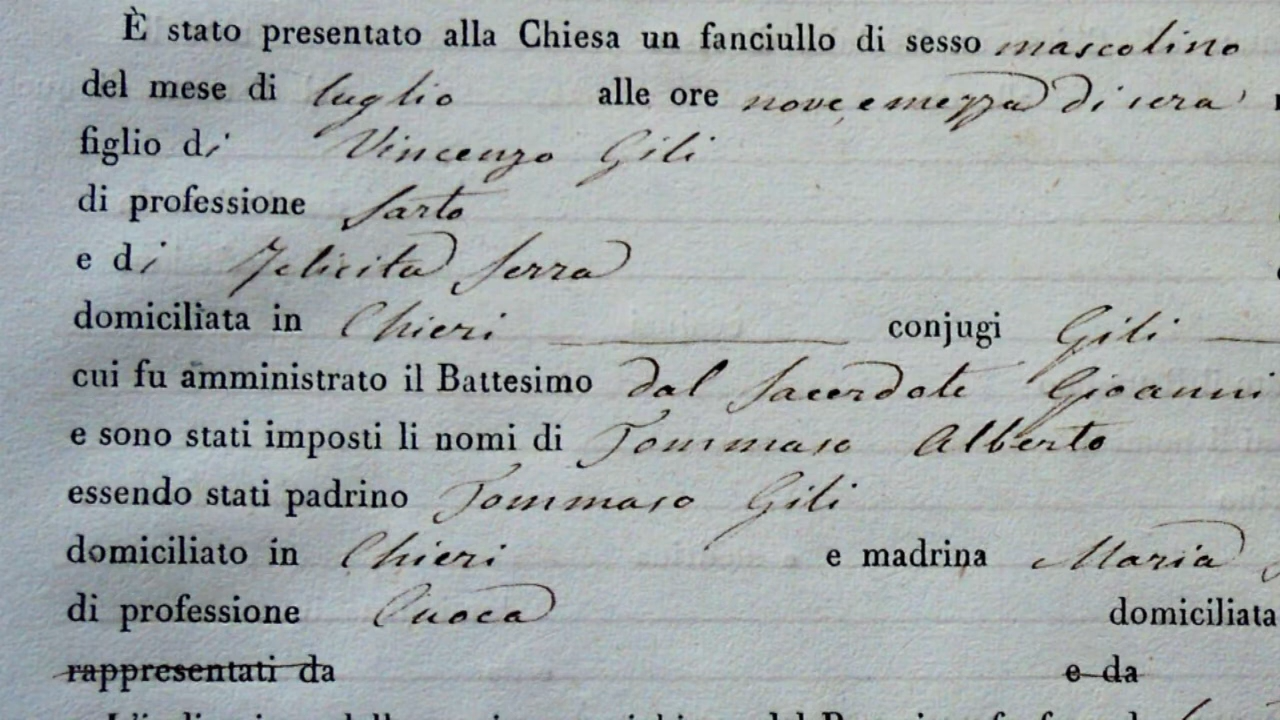 È stato presentato alla Chiesa un fanciullo di sesso mascolino
del mese di luglio alle ore nove e mezza di sera
figlio di Vincenzo Gili
di professione sarto
e di Felicita Serra
domiciliata in Chieri conjugi Gili
cui fu amministrato il Battesimo dal Sacerdote Gioanni
e sono stati imposti li nomi di Tommaso Alberto
essendo stati padrino Tommaso Gili
domiciliato in Chieri e madrina Maria
di professione Cuoca domiciliata
rappresentati da e da